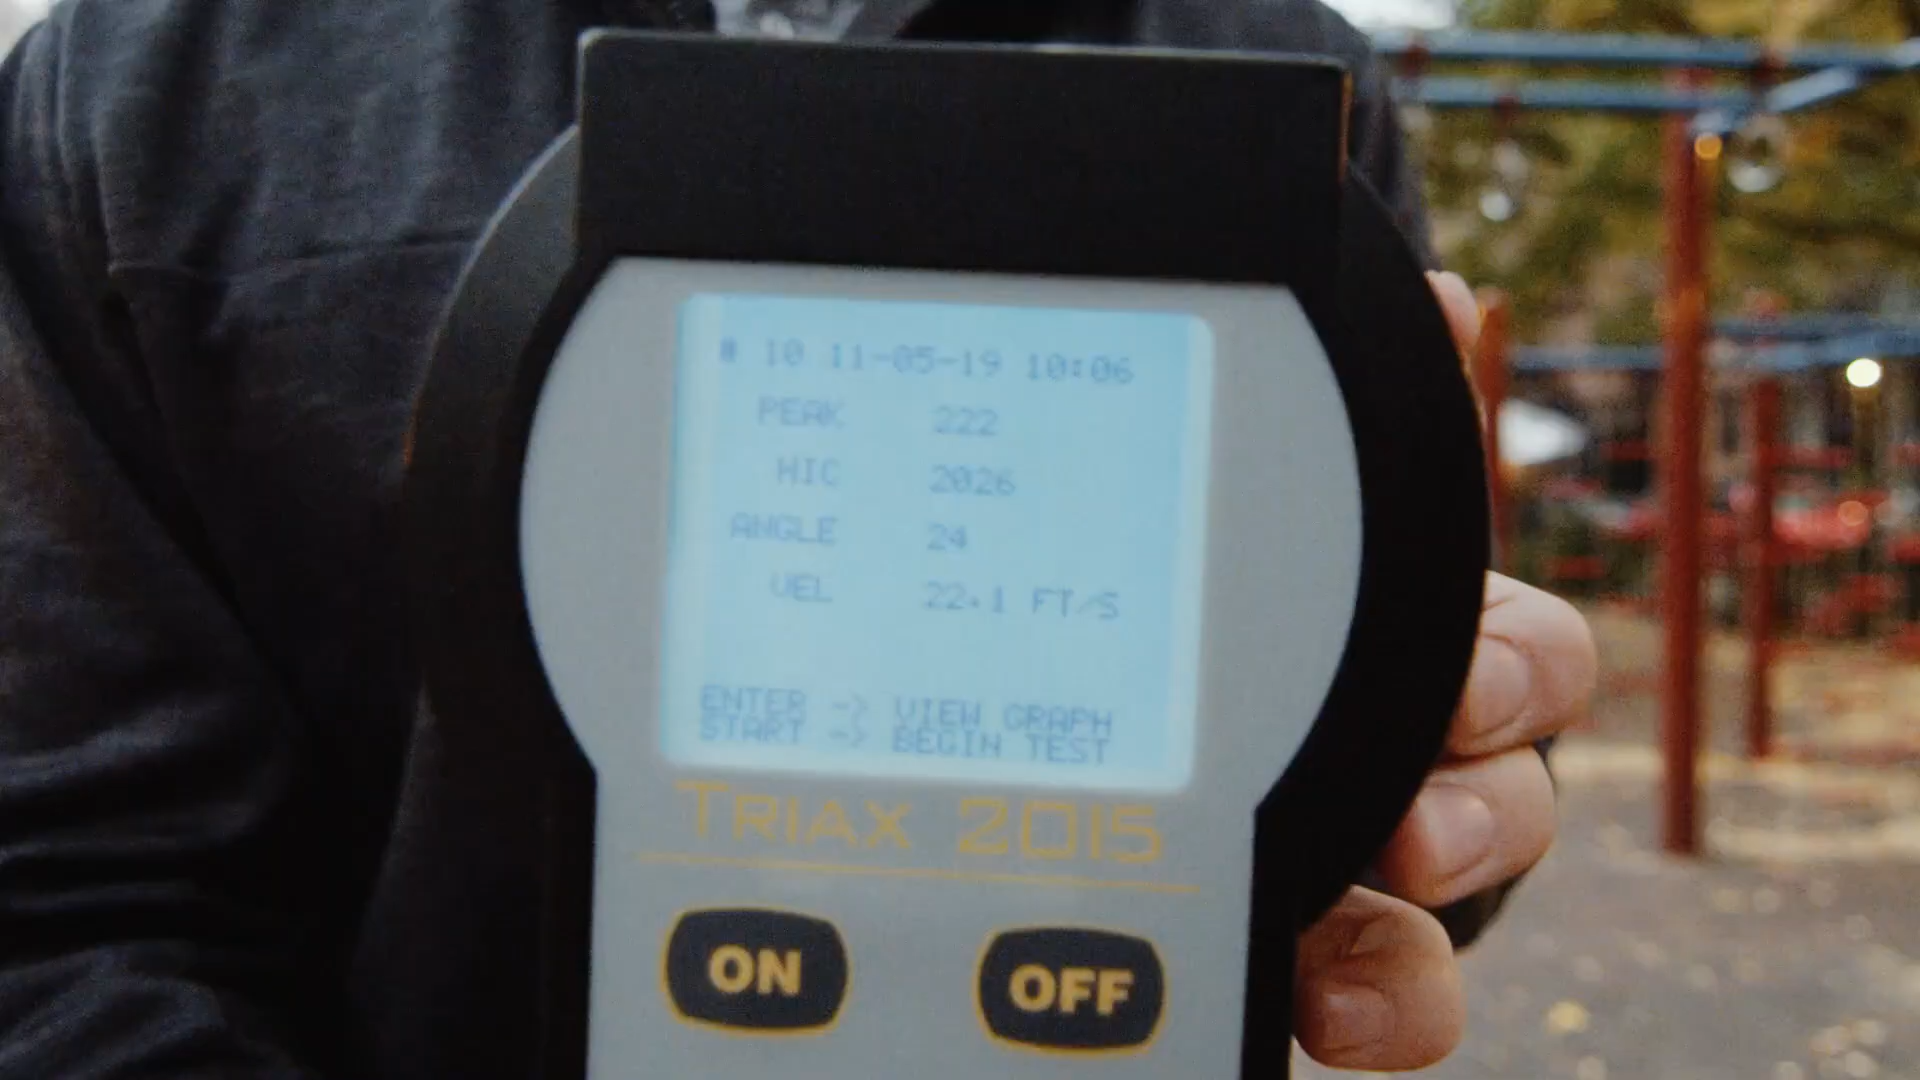 # 10 11-05-19 10:06
PEAK 222
HIC 2026
ANGLE 24
VEL 22.1 FT/S
ENTER -> VIEW GRAPH
START -> BEGIN TEST
TRIAX 2015
ON OFF